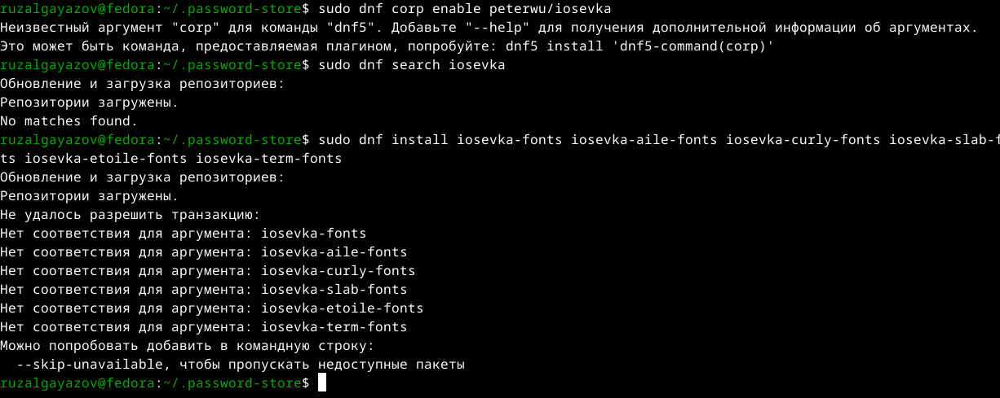 ruzalgayazov@fedora:~/.password-store$ sudo dnf corp enable peterwu/iosevka
Неизвестный аргумент "corp" для команды "dnf5". Добавьте "--help" для получения дополнительной информации об аргументах.
Это может быть команда, предоставляемая плагином, попробуйте: dnf5 install 'dnf5-command(corp)'
ruzalgayazov@fedora:~/.password-store$ sudo dnf search iosevka
Обновление и загрузка репозиториев:
Репозитории загружены.
No matches found.
ruzalgayazov@fedora:~/.password-store$ sudo dnf install iosevka-fonts iosevka-aile-fonts iosevka-curly-fonts iosevka-slab-f
ts iosevka-etoile-fonts iosevka-term-fonts
Обновление и загрузка репозиториев:
Репозитории загружены.
Не удалось разрешить транзакцию:
Нет соответствия для аргумента: iosevka-fonts
Нет соответствия для аргумента: iosevka-aile-fonts
Нет соответствия для аргумента: iosevka-curly-fonts
Нет соответствия для аргумента: iosevka-slab-fonts
Нет соответствия для аргумента: iosevka-etoile-fonts
Нет соответствия для аргумента: iosevka-term-fonts
Можно попробовать добавить в командную строку:
  --skip-unavailable, чтобы пропускать недоступные пакеты
ruzalgayazov@fedora:~/.password-store$